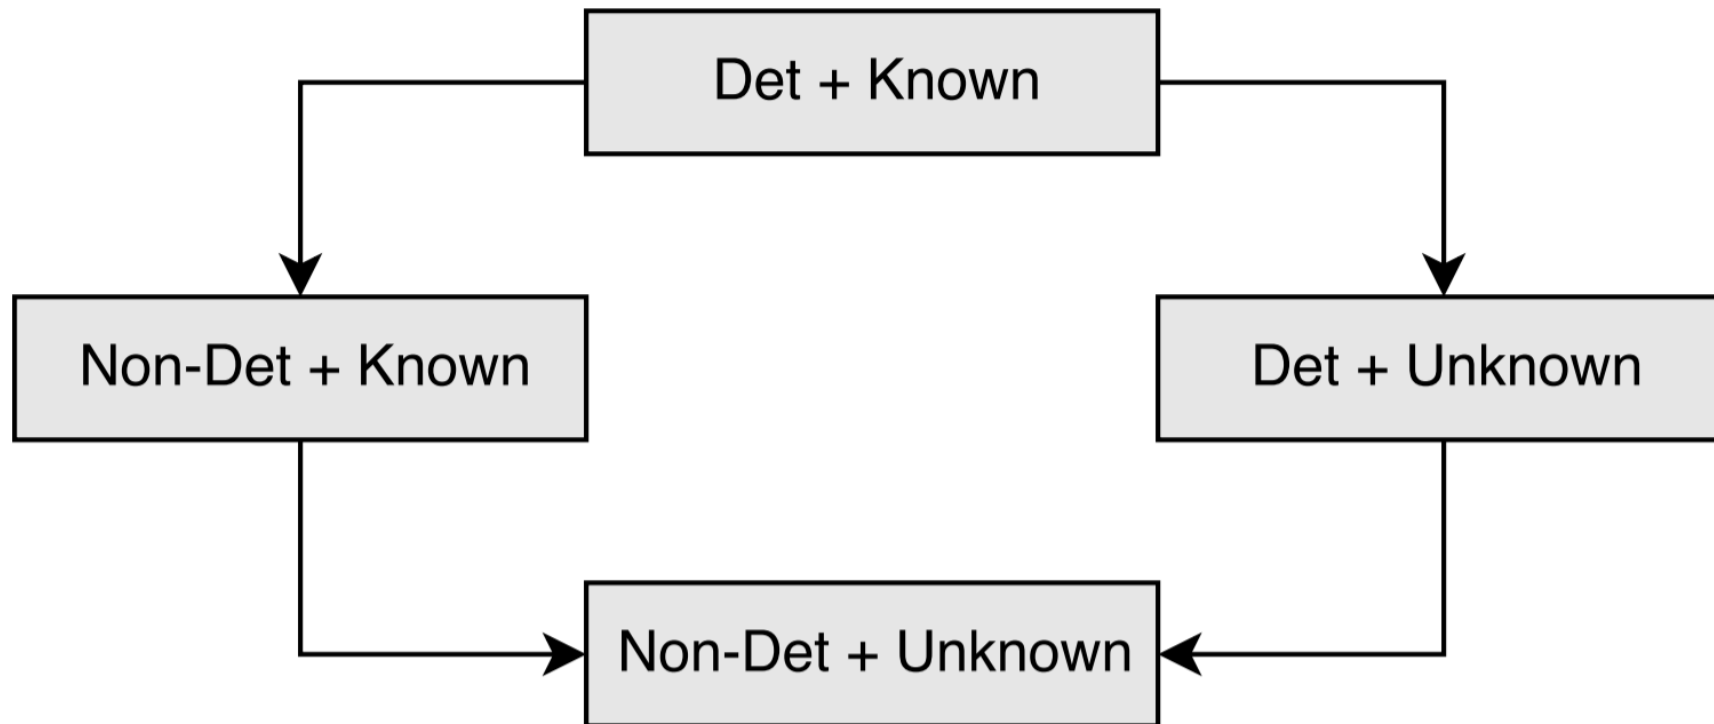 Det + Known
Non-Det + Known
Det + Unknown
Non-Det + Unknown